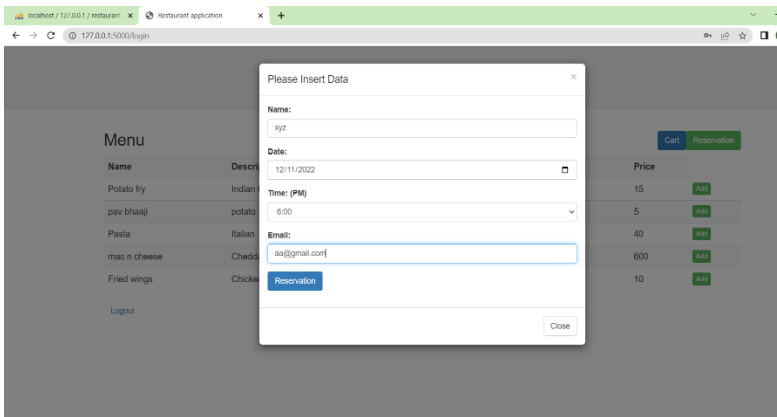 localhost / 127.0.0.1 / restaurant
Restaurant application
127.0.0.1:5000/login
Please Insert Data
×
Name:
xyz
Date:
12/11/2022
Time: (PM)
6:00
Email:
aa@gmail.com
Reservation
Close
Menu
Cart Reservation
Name Descri Price
Potato fry Indian 15 Add
pav bhaaji potato 5 Add
Pasta Italian 40 Add
mac n cheese Chedda 600 Add
Fried wings Chicke 10 Add
Logout